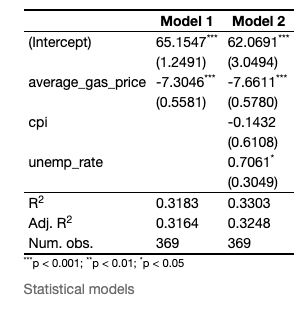 Model 1 Model 2
(Intercept) 65.1547*** 62.0691***
(1.2491) (3.0494)
average_gas_price -7.3046*** -7.6611***
(0.5581) (0.5780)
cpi -0.1432
(0.6108)
unemp_rate 0.7061*
(0.3049)
R² 0.3183 0.3303
Adj. R² 0.3164 0.3248
Num. obs. 369 369
***p < 0.001; **p < 0.01; *p < 0.05
Statistical models